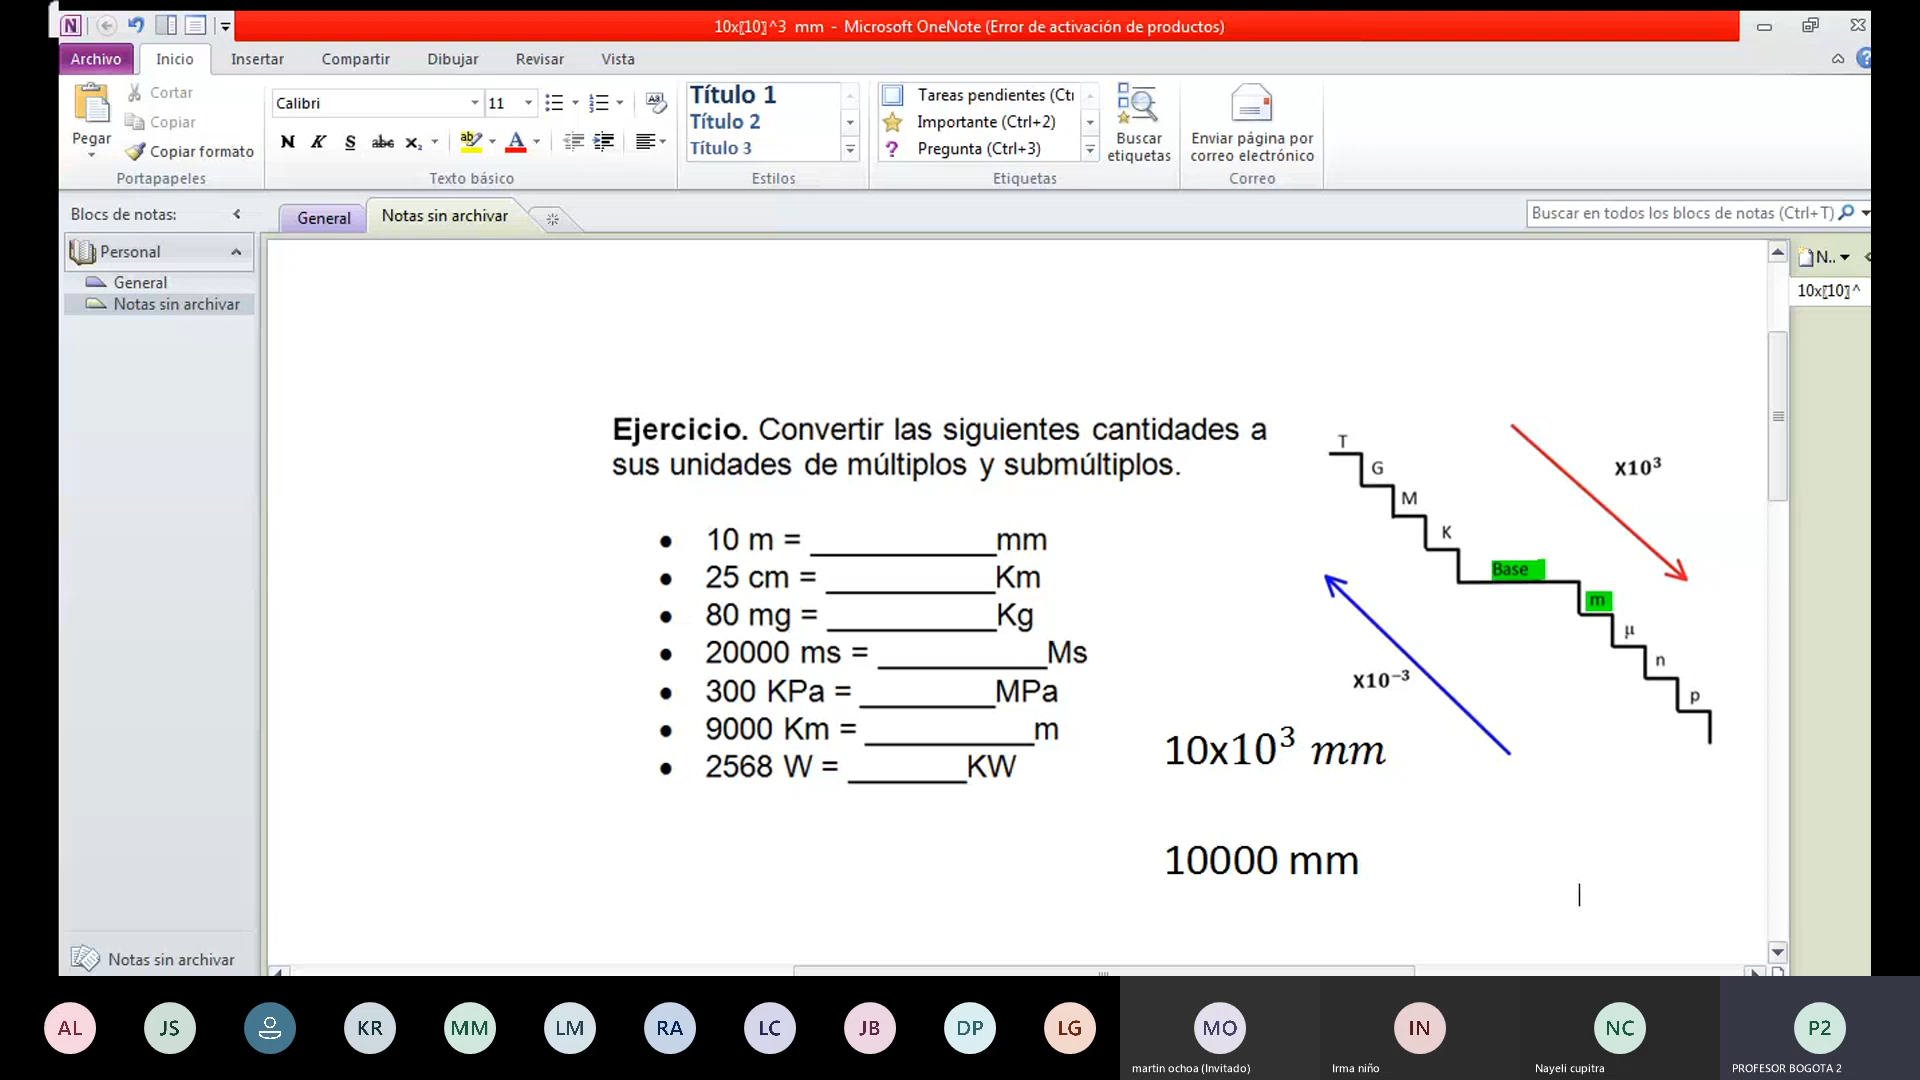 10x〖10〗^3 mm - Microsoft OneNote (Error de activación de productos)
Archivo Inicio Insertar Compartir Dibujar Revisar Vista
Pegar
Cortar
Copiar
Copiar formato
Portapapeles
Calibri 11
N K S abc x₂ ab A
Texto básico
Título 1
Título 2
Título 3
Estilos
Tareas pendientes (Ctr
Importante (Ctrl+2)
Pregunta (Ctrl+3)
Etiquetas
Buscar
etiquetas
Enviar página por
correo electrónico
Correo
Blocs de notas:
General Notas sin archivar
Buscar en todos los blocs de notas (Ctrl+T)
Personal
General
Notas sin archivar
N..
10x〖10〗^
Ejercicio. Convertir las siguientes cantidades a
sus unidades de múltiplos y submúltiplos.
• 10 m = ___________mm
• 25 cm = __________Km
• 80 mg = __________Kg
• 20000 ms = __________Ms
• 300 KPa = ________MPa
• 9000 Km = __________m
• 2568 W = _______KW
T
G
M
K
Base
m
µ
n
p
X10³
X10⁻³
10x10³ mm
10000 mm
Notas sin archivar
AL JS KR MM LM RA LC JB DP LG MO IN NC P2
martin ochoa (Invitado) Irma niño Nayeli cupitra PROFESOR BOGOTA 2